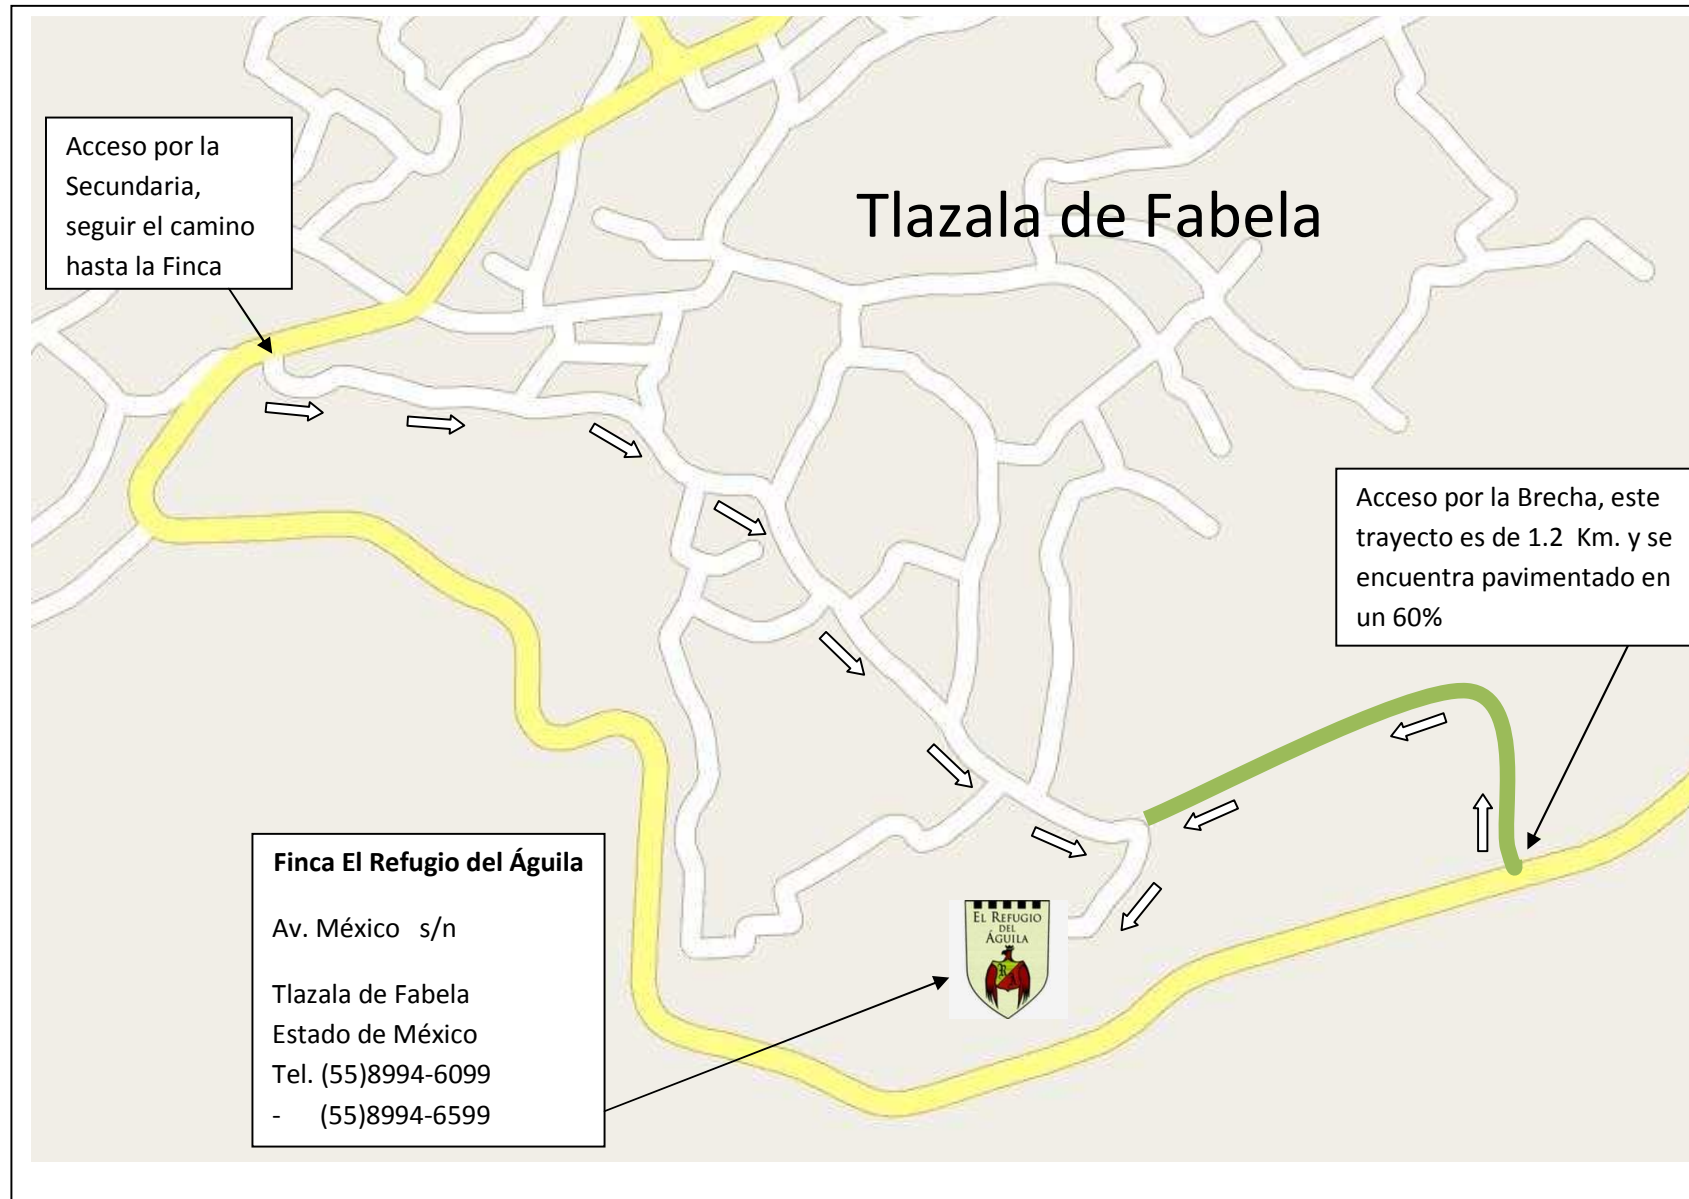 Acceso por la
Secundaria,
seguir el camino
hasta la Finca
Tlazala de Fabela
Acceso por la Brecha, este
trayecto es de 1.2 Km. y se
encuentra pavimentado en
un 60%
Finca El Refugio del Águila
Av. México s/n
Tlazala de Fabela
Estado de México
Tel. (55)8994-6099
- (55)8994-6599
EL REFUGIO
DEL
ÁGUILA
R A